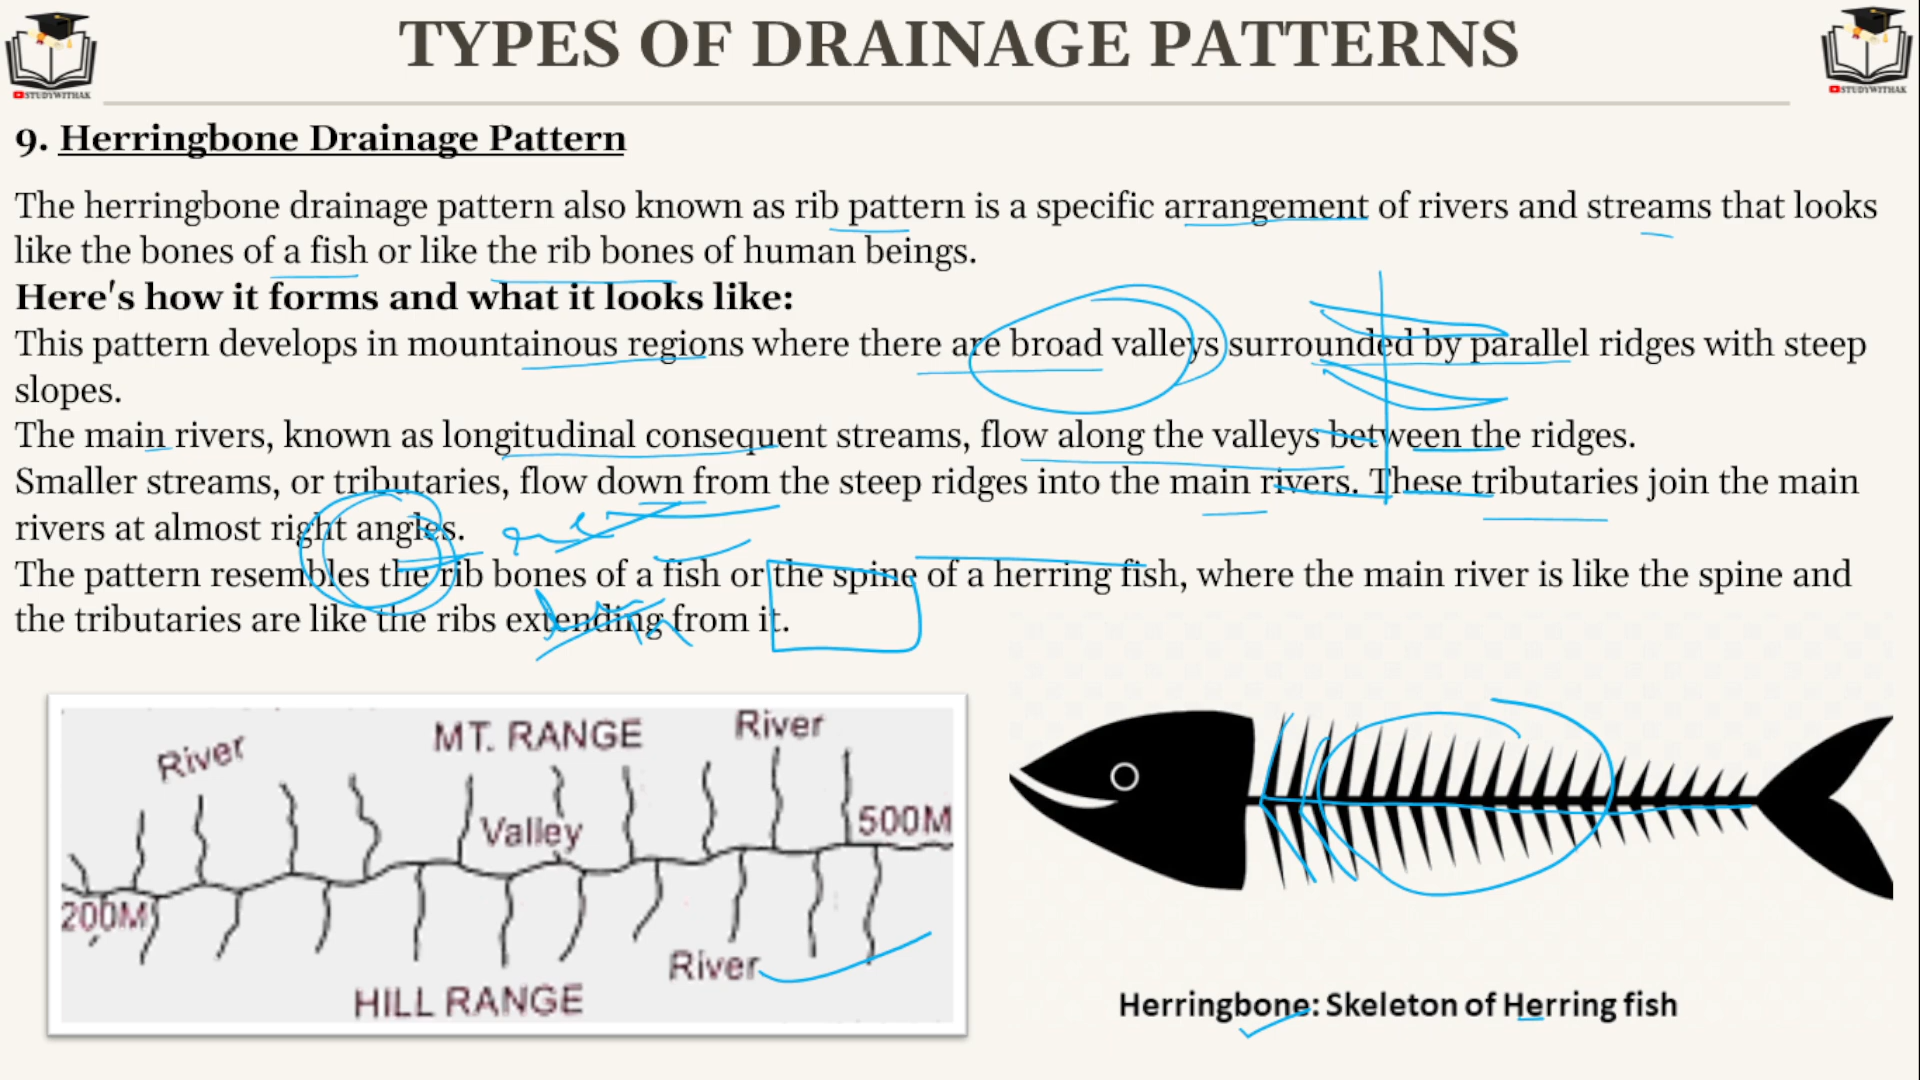 TYPES OF DRAINAGE PATTERNS
STUDYWITHAK
STUDYWITHAK
9. Herringbone Drainage Pattern
The herringbone drainage pattern also known as rib pattern is a specific arrangement of rivers and streams that looks
like the bones of a fish or like the rib bones of human beings.
Here's how it forms and what it looks like:
This pattern develops in mountainous regions where there are broad valleys surrounded by parallel ridges with steep
slopes.
The main rivers, known as longitudinal consequent streams, flow along the valleys between the ridges.
Smaller streams, or tributaries, flow down from the steep ridges into the main rivers. These tributaries join the main
rivers at almost right angles.
The pattern resembles the rib bones of a fish or the spine of a herring fish, where the main river is like the spine and
the tributaries are like the ribs extending from it.
River
MT. RANGE
River
Valley
500M
200M
River
HILL RANGE
Herringbone: Skeleton of Herring fish